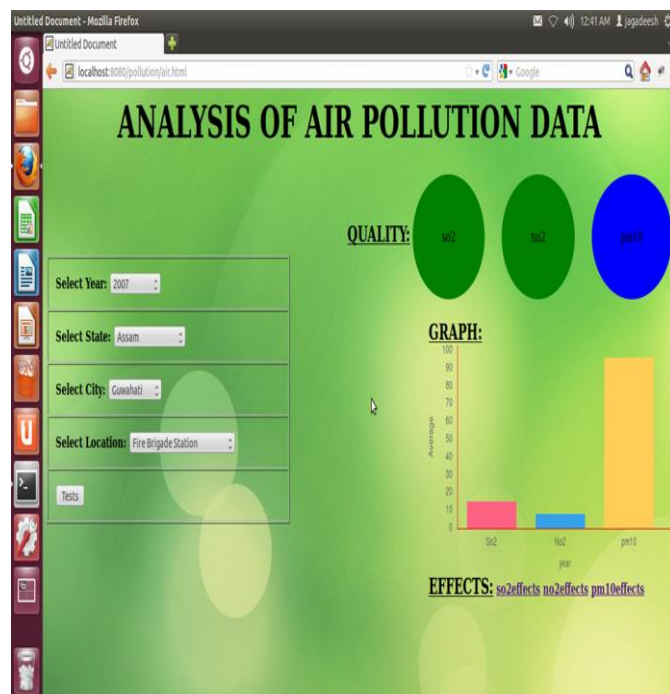 Untitled Document - Mozilla Firefox
12:41 AM jagadeesh
Untitled Document
localhost:8080/pollution/air.html
Google
ANALYSIS OF AIR POLLUTION DATA
QUALITY: so2 no2 pm10
Select Year: 2007
Select State: Assam
Select City: Guwahati
Select Location: Fire Brigade Station
Tests
GRAPH:
100
90
80
70
60
50
40
30
20
10
0
Average
So2 No2 pm10
year
EFFECTS: so2effects no2effects pm10effects